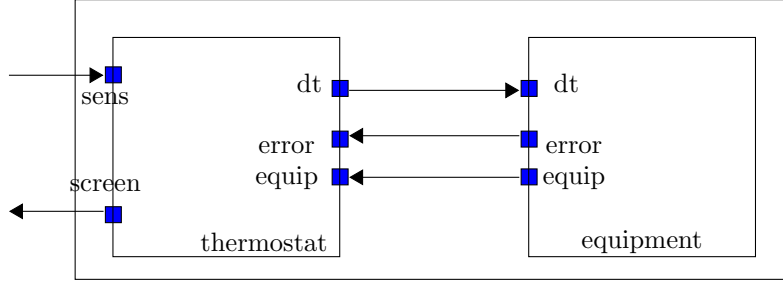 dt
dt
sens
error
error
screen
equip
equip
thermostat
equipment